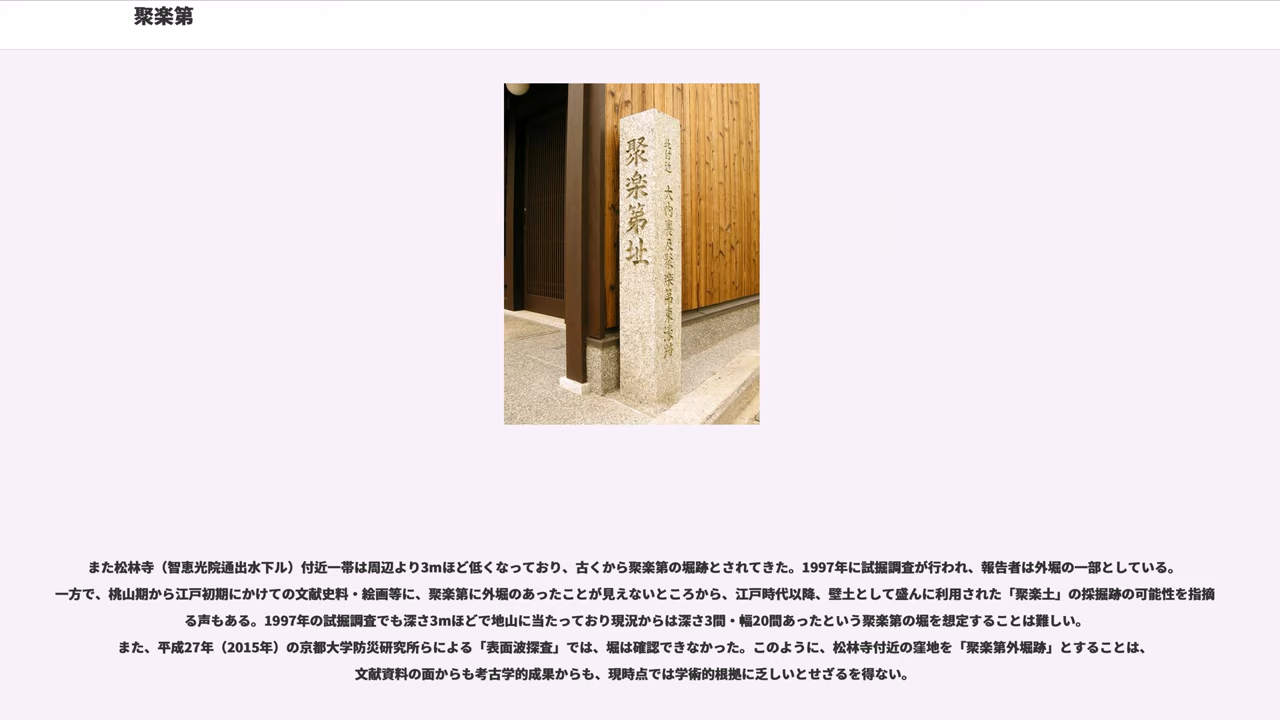 聚楽第
聚楽第址
此付近 大内裏及聚楽第東濠跡
また松林寺（智恵光院通出水下ル）付近一帯は周辺より3mほど低くなっており、古くから聚楽第の堀跡とされてきた。1997年に試掘調査が行われ、報告者は外堀の一部としている。
一方で、桃山期から江戸初期にかけての文献史料・絵画等に、聚楽第に外堀のあったことが見えないところから、江戸時代以降、壁土として盛んに利用された「聚楽土」の採掘跡の可能性を指摘
る声もある。1997年の試掘調査でも深さ3mほどで地山に当たっており現況からは深さ3間・幅20間あったという聚楽第の堀を想定することは難しい。
また、平成27年（2015年）の京都大学防災研究所らによる「表面波探査」では、堀は確認できなかった。このように、松林寺付近の窪地を「聚楽第外堀跡」とすることは、
文献資料の面からも考古学的成果からも、現時点では学術的根拠に乏しいとせざるを得ない。